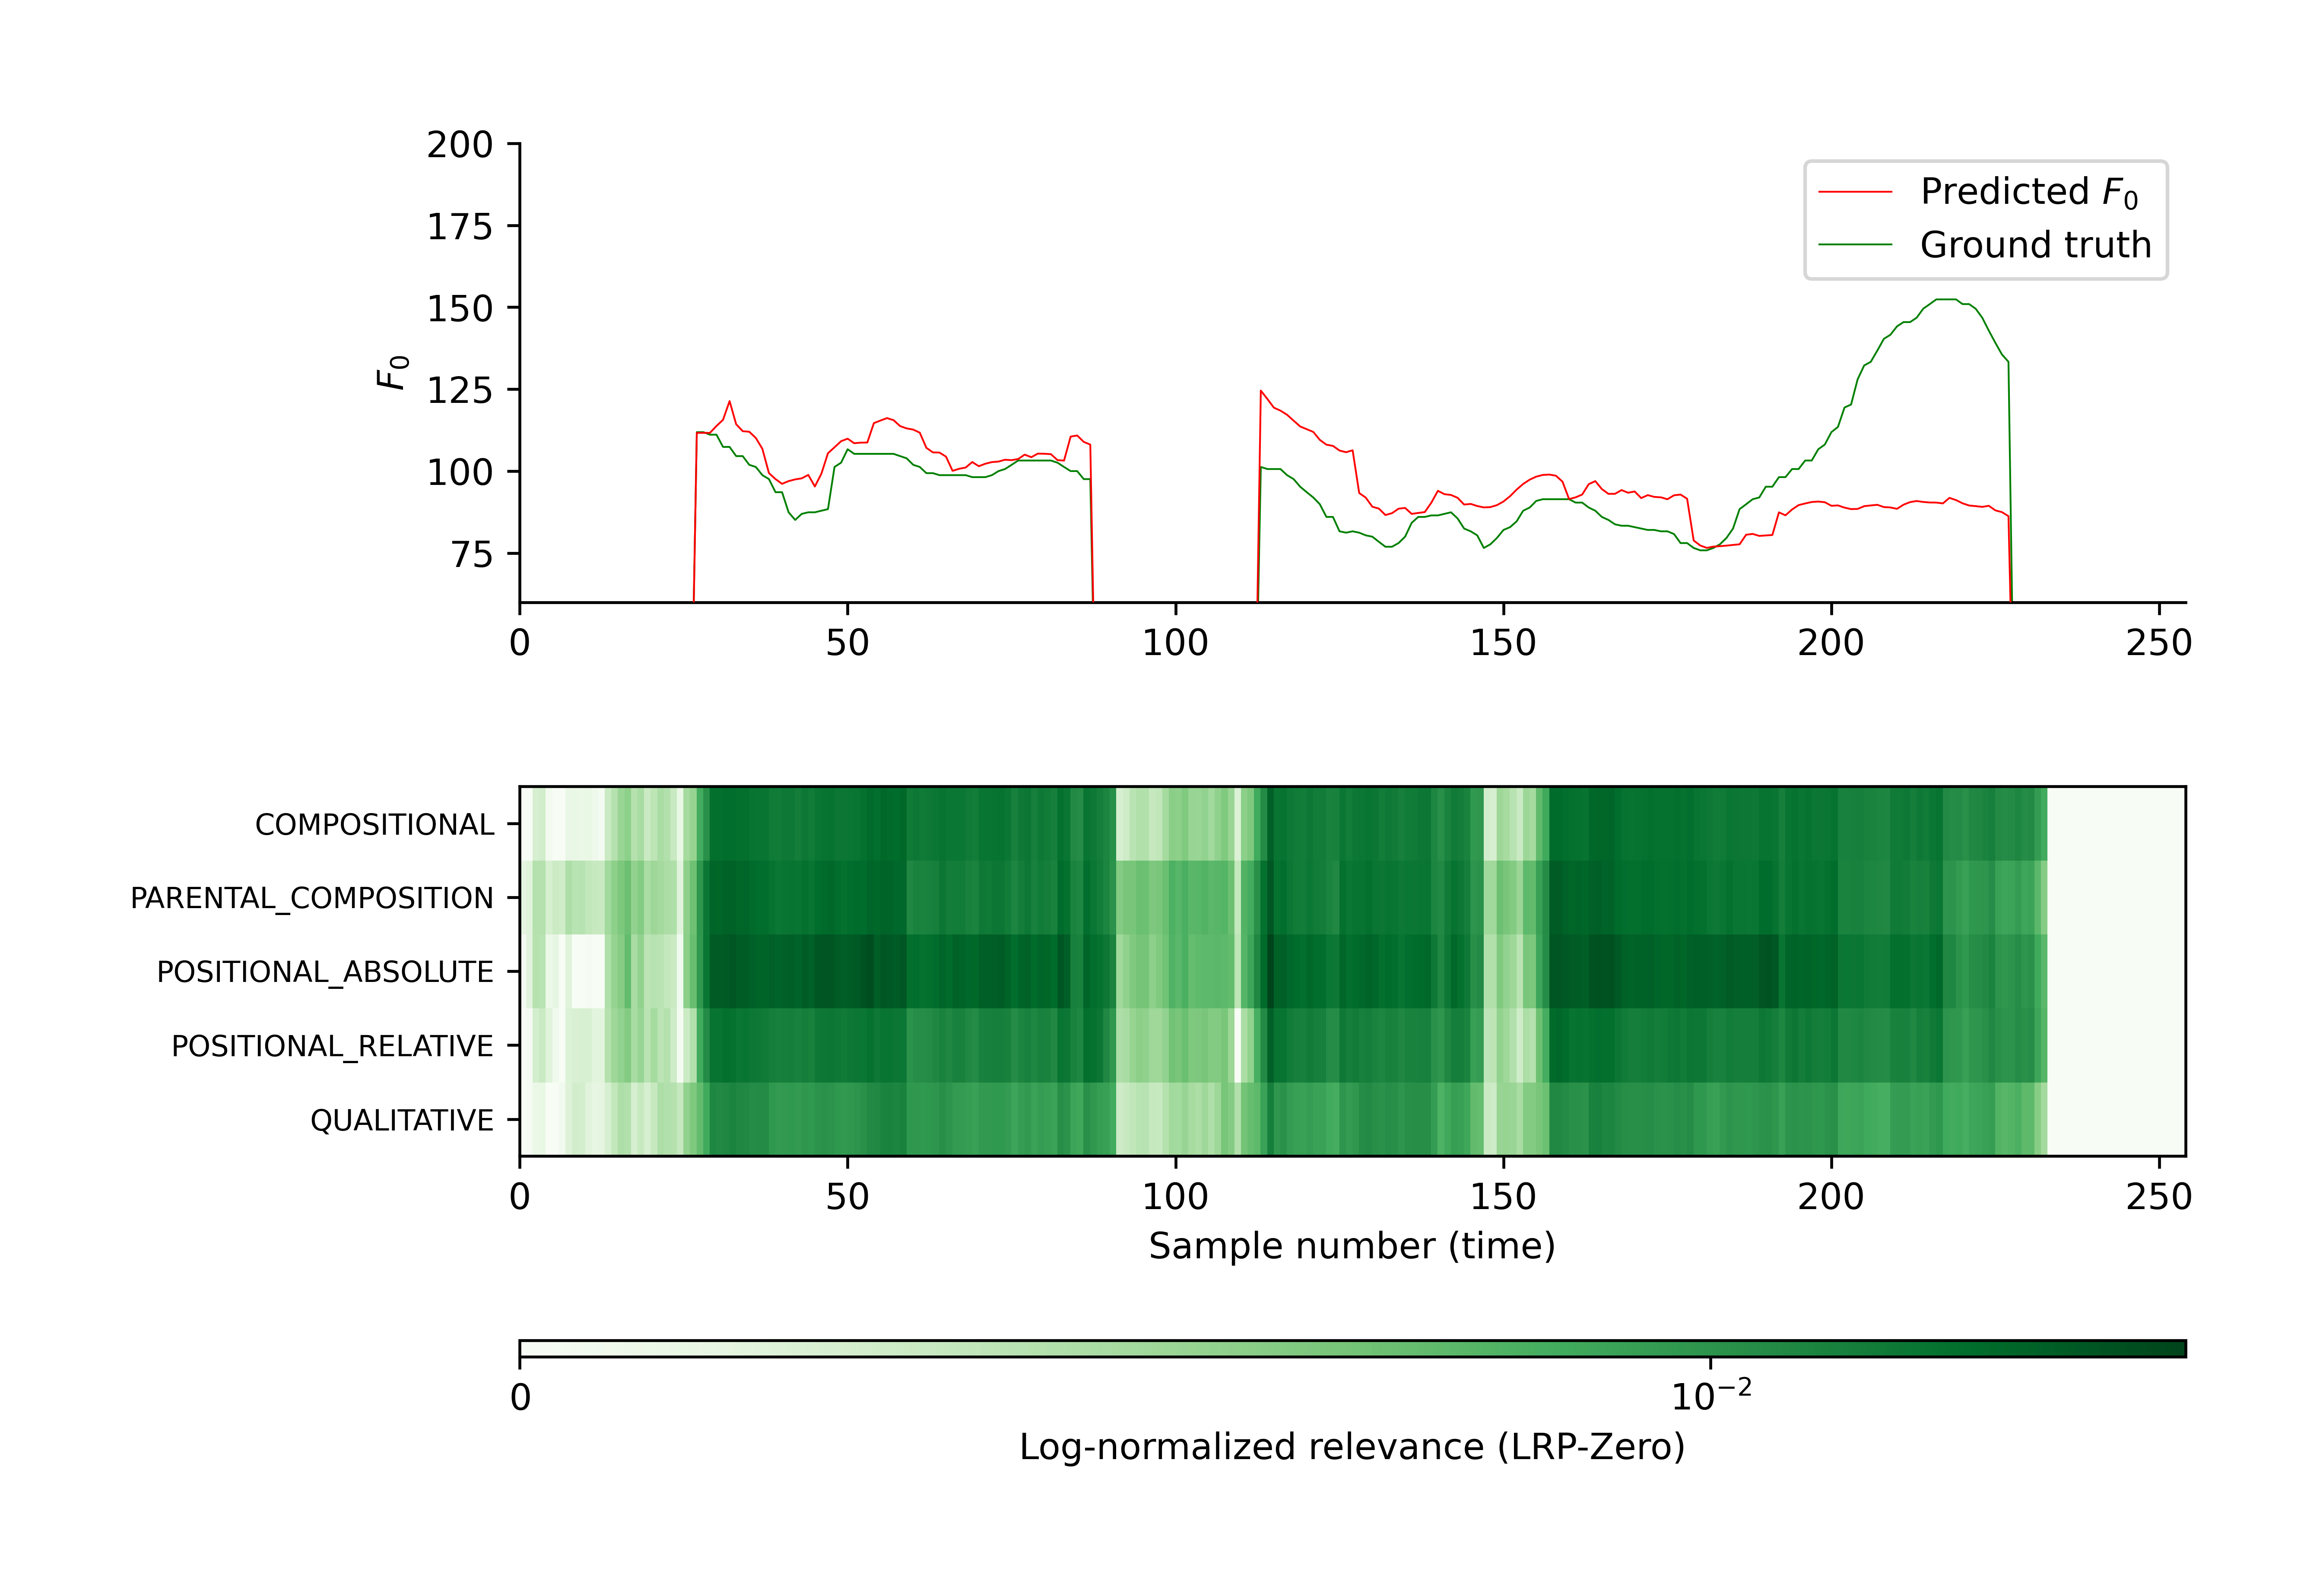 200
175
150
125
100
75
F₀
Predicted F₀
Ground truth
0 50 100 150 200 250
COMPOSITIONAL
PARENTAL_COMPOSITION
POSITIONAL_ABSOLUTE
POSITIONAL_RELATIVE
QUALITATIVE
0 50 100 150 200 250
Sample number (time)
0 10⁻²
Log-normalized relevance (LRP-Zero)